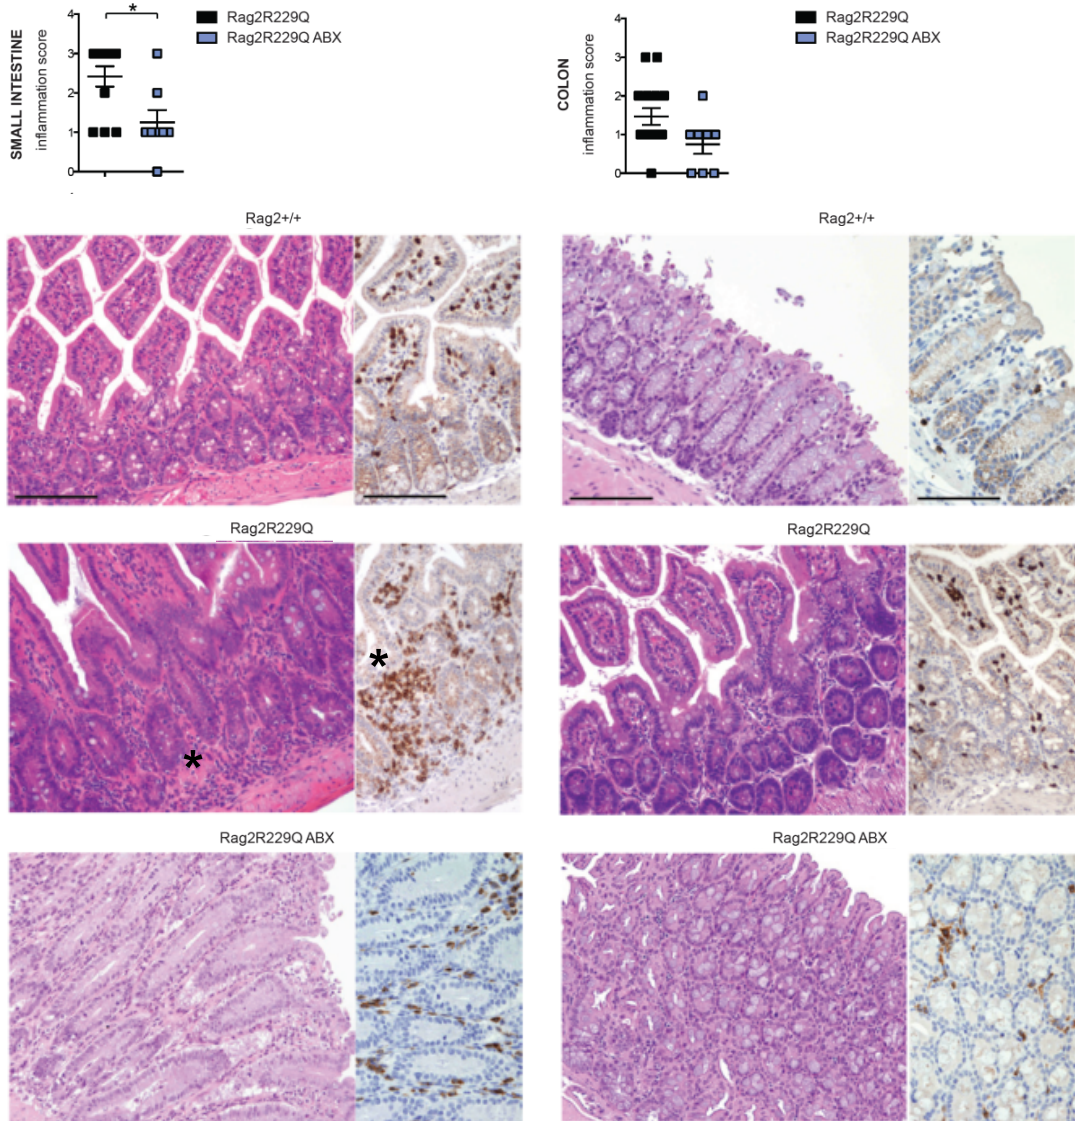 SMALL INTESTINE
inflammation score
4
3
2
1
0
*
Rag2R229Q
Rag2R229Q ABX
COLON
inflammation score
4
3
2
1
0
Rag2R229Q
Rag2R229Q ABX
Rag2+/+
Rag2+/+
Rag2R229Q
Rag2R229Q
*
*
Rag2R229Q ABX
Rag2R229Q ABX